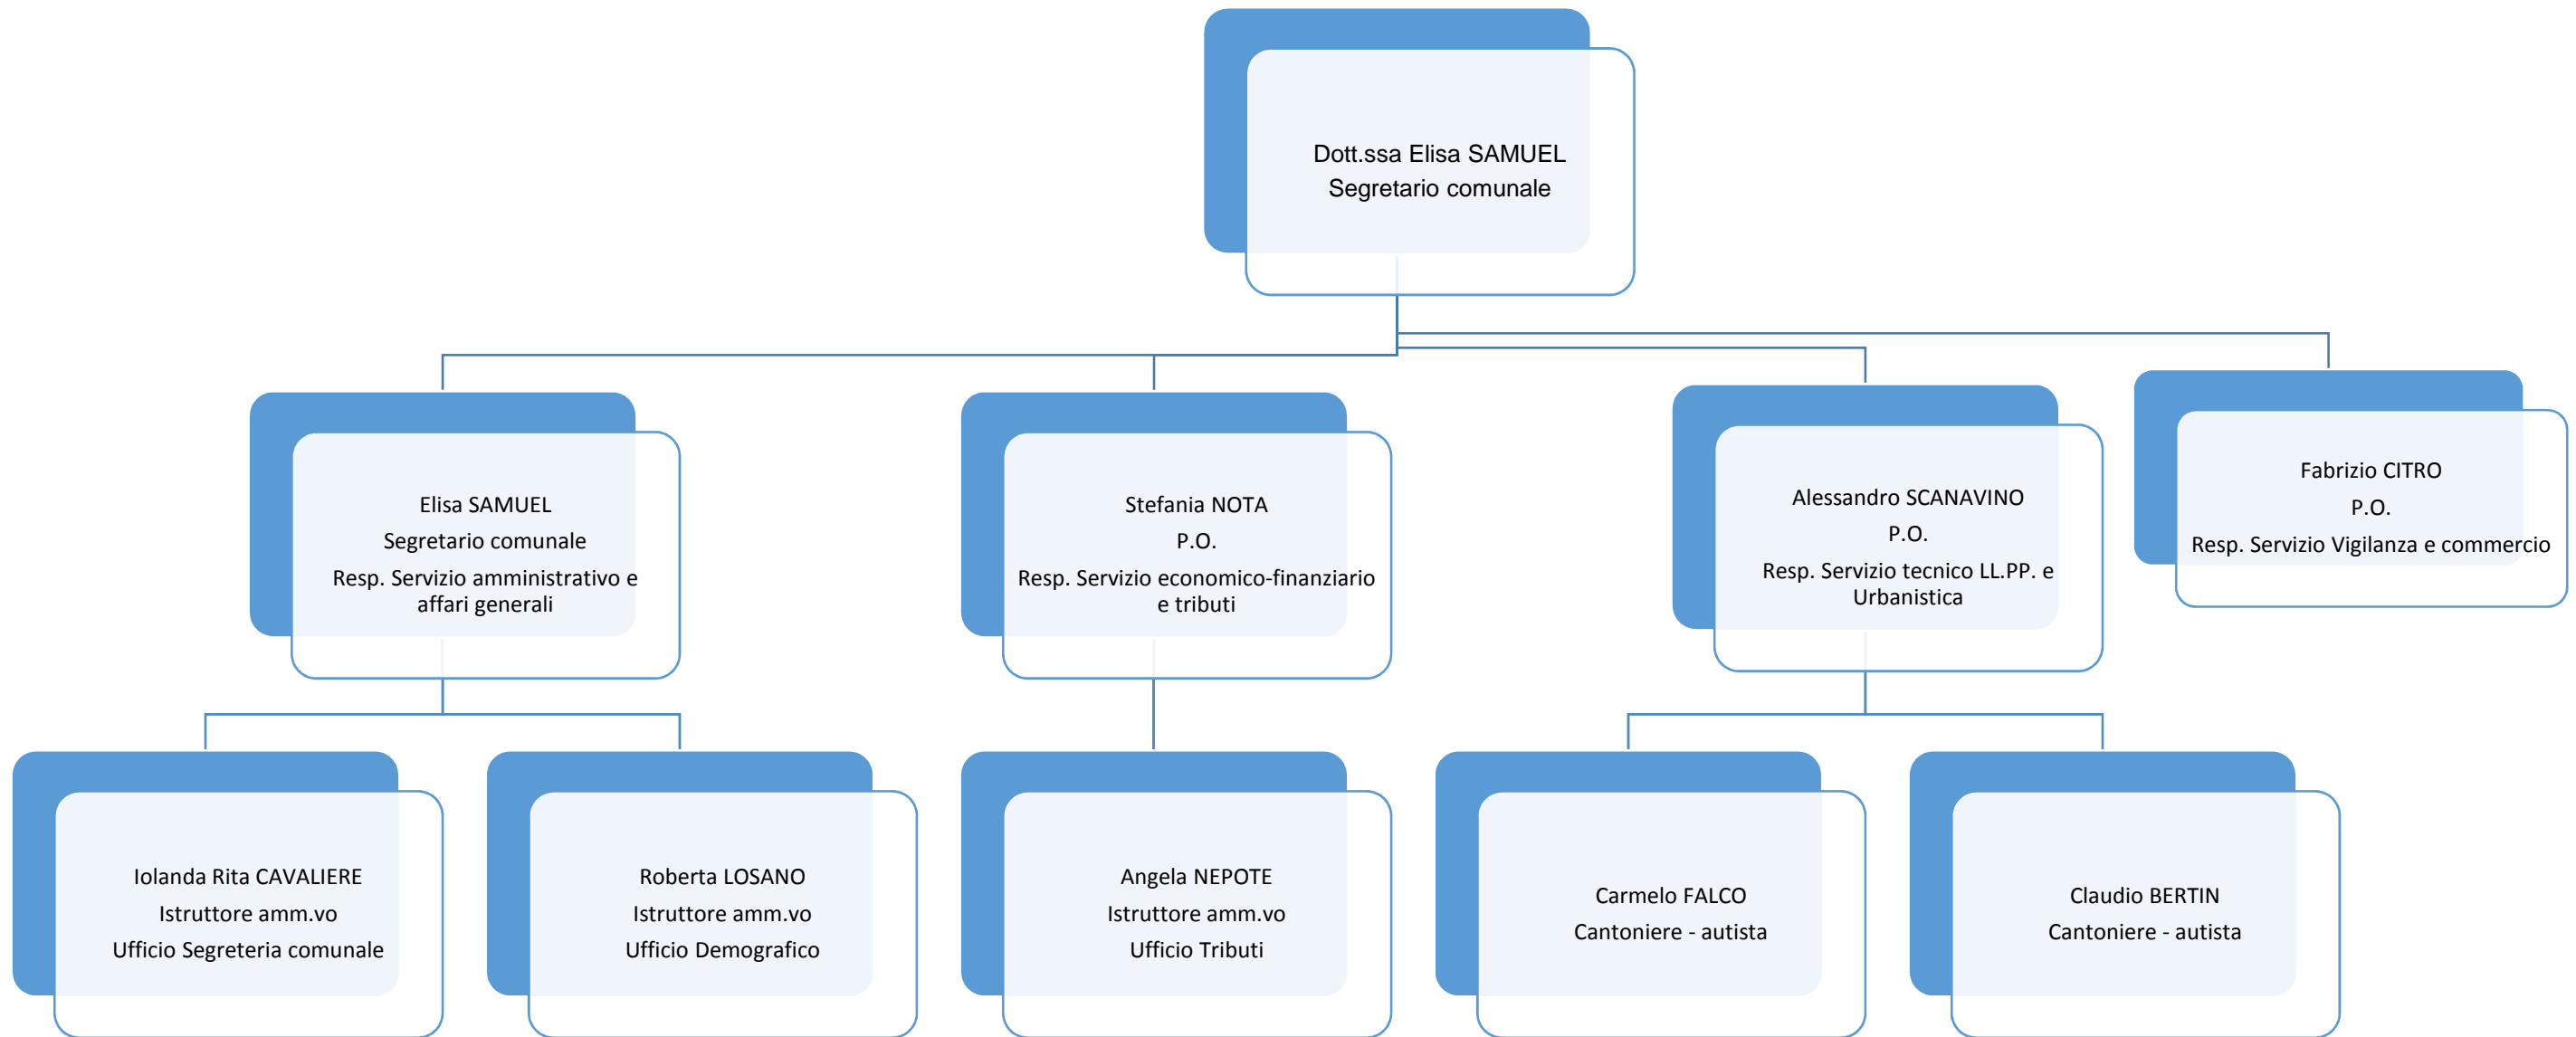 Dott.ssa Elisa SAMUEL
Segretario comunale
Elisa SAMUEL
Segretario comunale
Resp. Servizio amministrativo e
affari generali
Stefania NOTA
P.O.
Resp. Servizio economico-finanziario
e tributi
Alessandro SCANAVINO
P.O.
Resp. Servizio tecnico LL.PP. e
Urbanistica
Fabrizio CITRO
P.O.
Resp. Servizio Vigilanza e commercio
Iolanda Rita CAVALIERE
Istruttore amm.vo
Ufficio Segreteria comunale
Roberta LOSANO
Istruttore amm.vo
Ufficio Demografico
Angela NEPOTE
Istruttore amm.vo
Ufficio Tributi
Carmelo FALCO
Cantoniere - autista
Claudio BERTIN
Cantoniere - autista